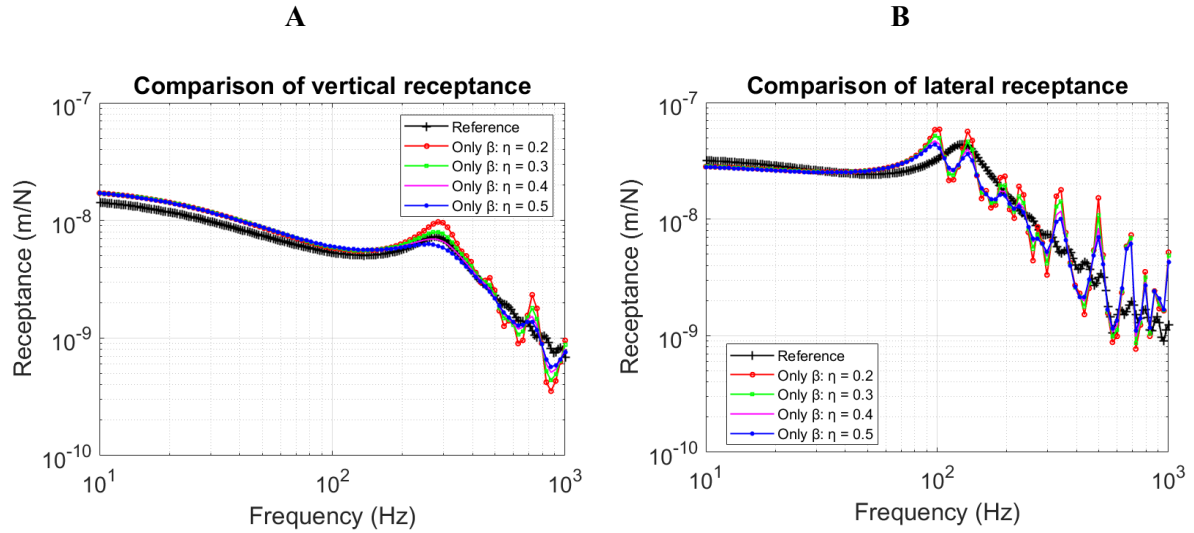 A
B
Comparison of vertical receptance
10^-7
10^-8
10^-9
10^-10
Receptance (m/N)
10^1
10^2
10^3
Frequency (Hz)
Reference
Only β: η = 0.2
Only β: η = 0.3
Only β: η = 0.4
Only β: η = 0.5
Comparison of lateral receptance
10^-7
10^-8
10^-9
10^-10
Receptance (m/N)
10^1
10^2
10^3
Frequency (Hz)
Reference
Only β: η = 0.2
Only β: η = 0.3
Only β: η = 0.4
Only β: η = 0.5